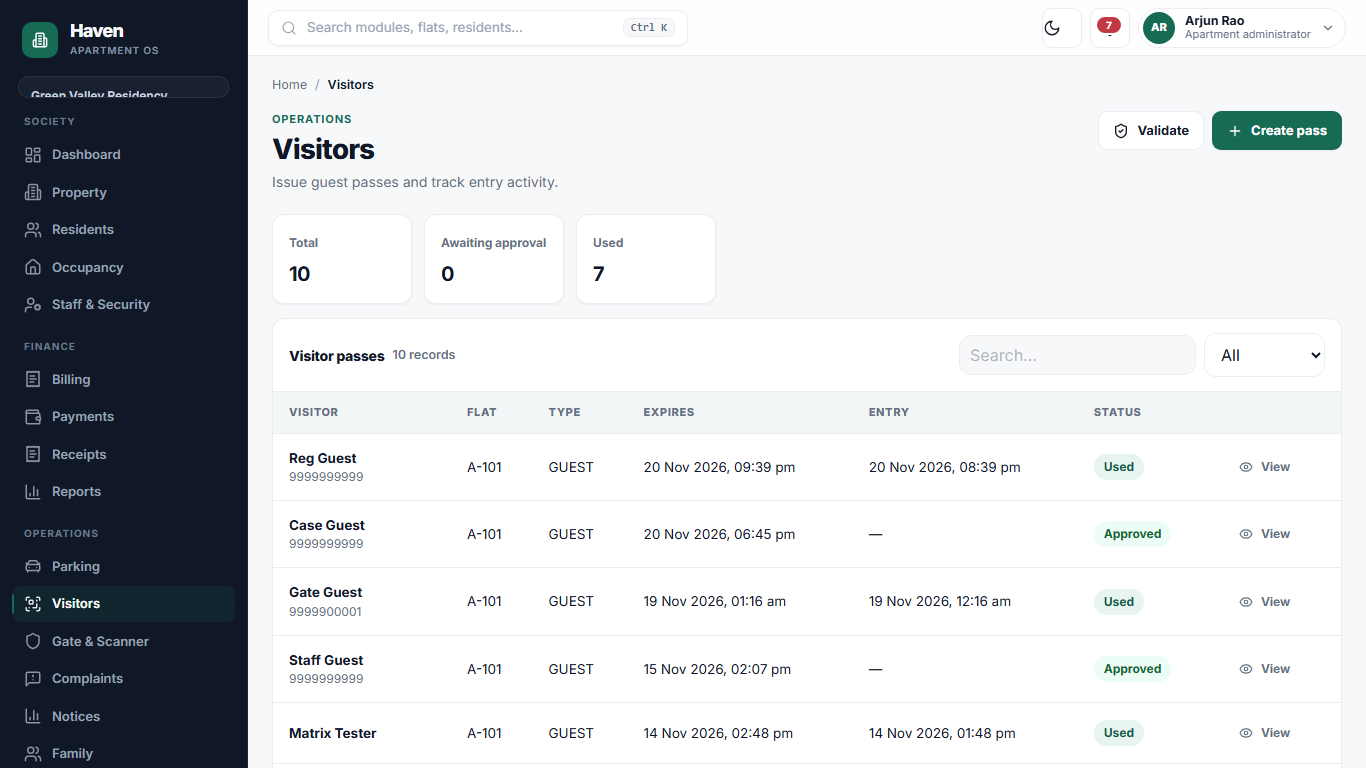 Haven
APARTMENT OS
Green Valley Residency
SOCIETY
Dashboard
Property
Residents
Occupancy
Staff & Security
FINANCE
Billing
Payments
Receipts
Reports
OPERATIONS
Parking
Visitors
Gate & Scanner
Complaints
Notices
Family
Search modules, flats, residents...
Ctrl K
7
AR
Arjun Rao
Apartment administrator
Home / Visitors
OPERATIONS
Visitors
Issue guest passes and track entry activity.
Validate
Create pass
Total
10
Awaiting approval
0
Used
7
Visitor passes 10 records
Search...
All
VISITOR FLAT TYPE EXPIRES ENTRY STATUS
Reg Guest
9999999999
A-101 GUEST 20 Nov 2026, 09:39 pm 20 Nov 2026, 08:39 pm Used View
Case Guest
9999999999
A-101 GUEST 20 Nov 2026, 06:45 pm — Approved View
Gate Guest
9999900001
A-101 GUEST 19 Nov 2026, 01:16 am 19 Nov 2026, 12:16 am Used View
Staff Guest
9999999999
A-101 GUEST 15 Nov 2026, 02:07 pm — Approved View
Matrix Tester A-101 GUEST 14 Nov 2026, 02:48 pm 14 Nov 2026, 01:48 pm Used View